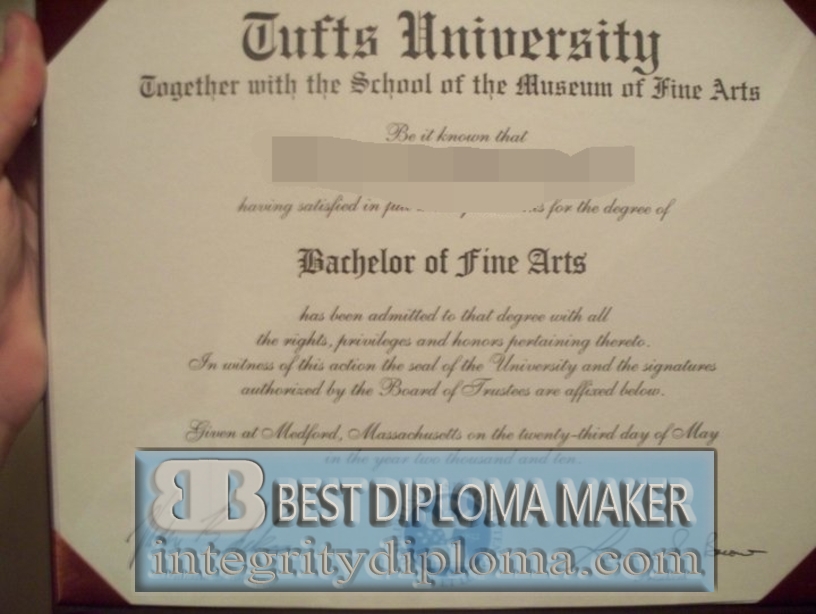 Tufts University
Together with the School of the Museum of Fine Arts
Be it known that
having satisfied in for the degree of
Bachelor of Fine Arts
has been admitted to that degree with all
the rights, privileges and honors pertaining thereto.
In witness of this action the seal of the University and the signatures
authorized by the Board of Trustees are affixed below.
Given at Medford, Massachusetts on the twenty-third day of May
in the year two thousand and ten.
BB BEST DIPLOMA MAKER
integritydiploma.com